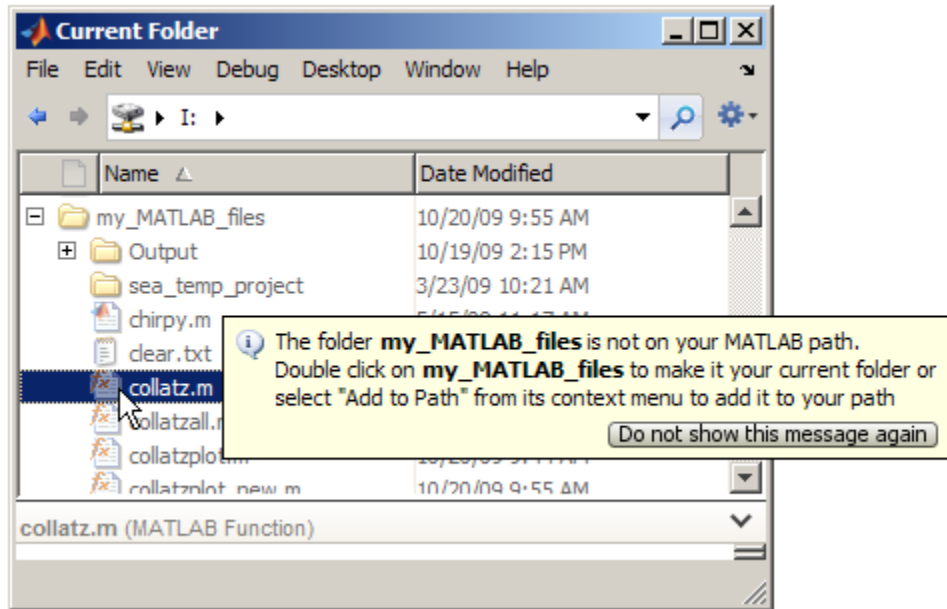 Current Folder
File Edit View Debug Desktop Window Help
I:
Name Date Modified
my_MATLAB_files 10/20/09 9:55 AM
Output 10/19/09 2:15 PM
sea_temp_project 3/23/09 10:21 AM
chirpy.m
clear.txt
collatz.m
collatzall.
collatzplot.m
collatzplot_new.m 10/20/09 9:55 AM
The folder my_MATLAB_files is not on your MATLAB path.
Double click on my_MATLAB_files to make it your current folder or
select "Add to Path" from its context menu to add it to your path
Do not show this message again
collatz.m (MATLAB Function)